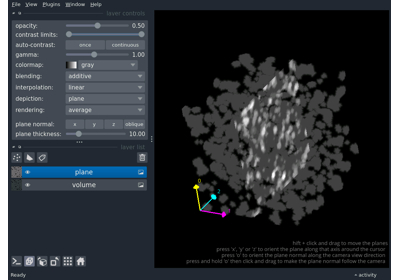 File View Plugins Window Help
layer controls
opacity: 0.50
contrast limits:
auto-contrast: once continuous
gamma: 1.00
colormap: gray
blending: additive
interpolation: linear
depiction: plane
rendering: average
plane normal: x y z oblique
plane thickness: 10.00
layer list
plane
volume
0
2
shift + click and drag to move the planes
press 'x', 'y' or 'z' to orient the plane along that axis around the cursor
press 'o' to orient the plane normal along the camera view direction
press and hold 'o' then click and drag to make the plane normal follow the camera
Ready
activity